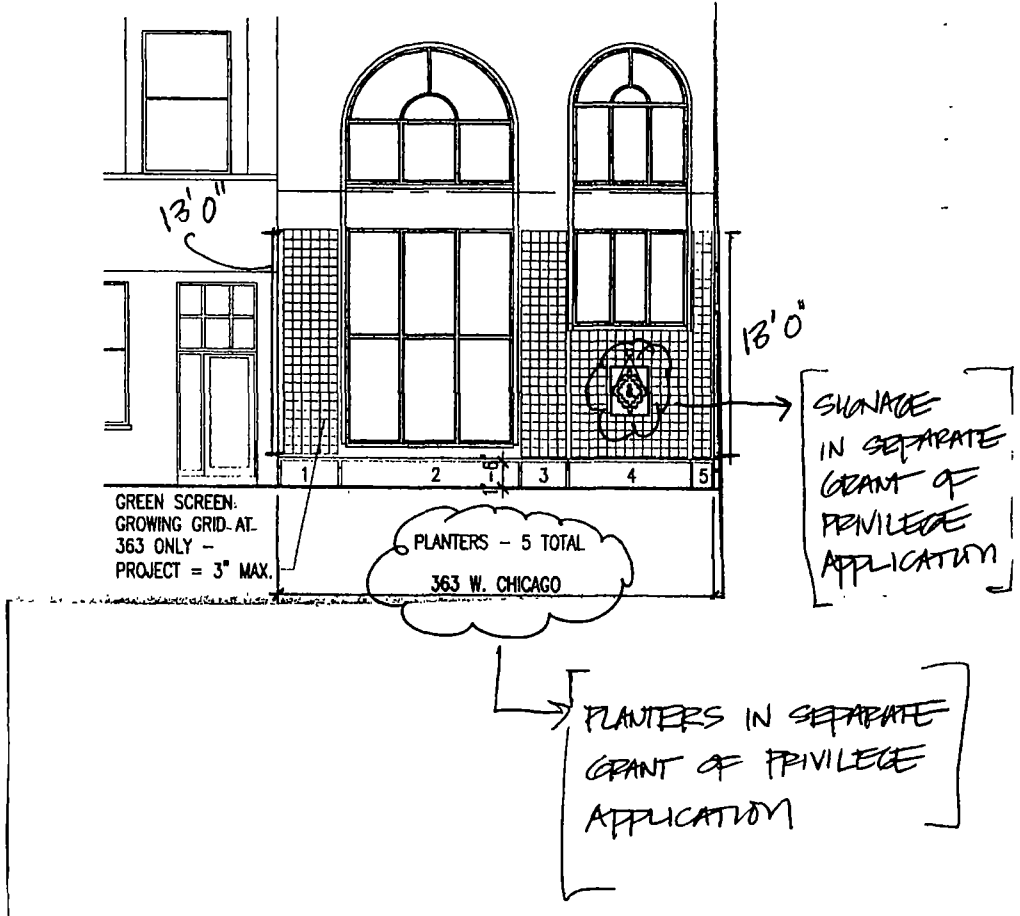 13'0"
13'0"
SIGNAGE
IN SEPARATE
GRANT OF
PRIVILEGE
APPLICATION
1 2 3 4 5
1'-6"
GREEN SCREEN:
GROWING GRID AT
363 ONLY -
PROJECT = 3" MAX.
PLANTERS - 5 TOTAL
363 W. CHICAGO
PLANTERS IN SEPARATE
GRANT OF PRIVILEGE
APPLICATION